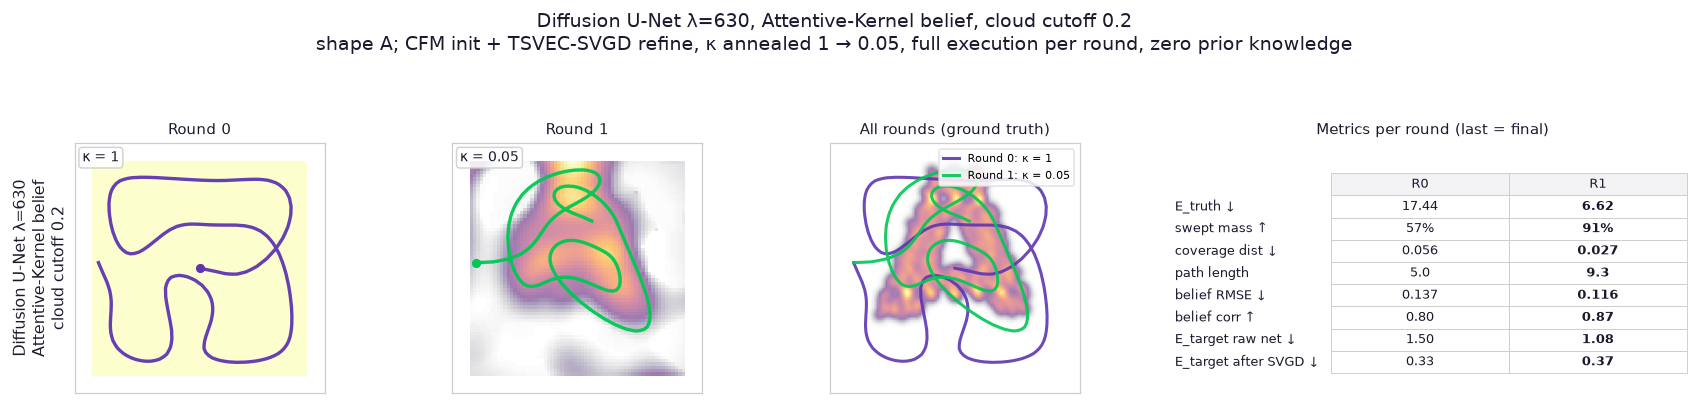 Diffusion U-Net λ=630, Attentive-Kernel belief, cloud cutoff 0.2
shape A; CFM init + TSVEC-SVGD refine, κ annealed 1 → 0.05, full execution per round, zero prior knowledge
Diffusion U-Net λ=630
Attentive-Kernel belief
cloud cutoff 0.2
Round 0
κ = 1
Round 1
κ = 0.05
All rounds (ground truth)
Round 0: κ = 1
Round 1: κ = 0.05
Metrics per round (last = final)
R0 R1
E_truth ↓ 17.44 6.62
swept mass ↑ 57% 91%
coverage dist ↓ 0.056 0.027
path length 5.0 9.3
belief RMSE ↓ 0.137 0.116
belief corr ↑ 0.80 0.87
E_target raw net ↓ 1.50 1.08
E_target after SVGD ↓ 0.33 0.37